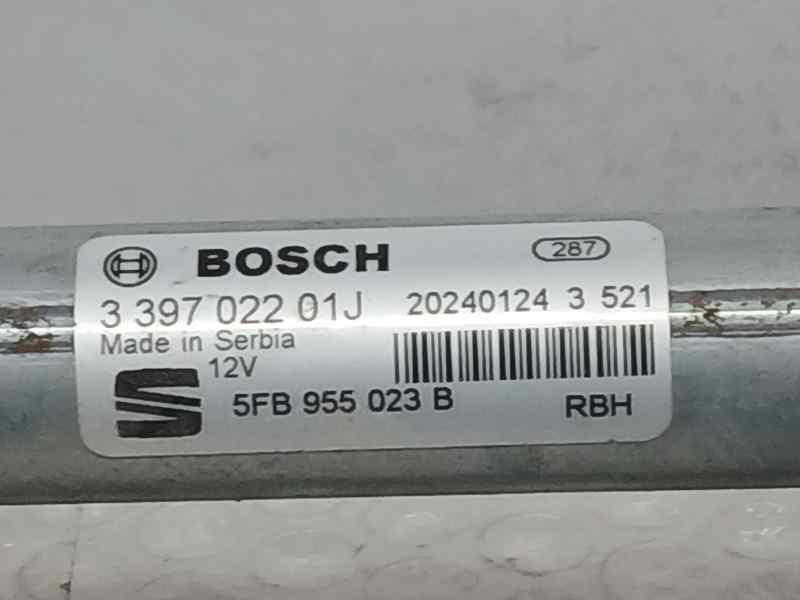 BOSCH 287
3 397 022 01J 20240124 3 521
Made in Serbia
12V
5FB 955 023 B RBH